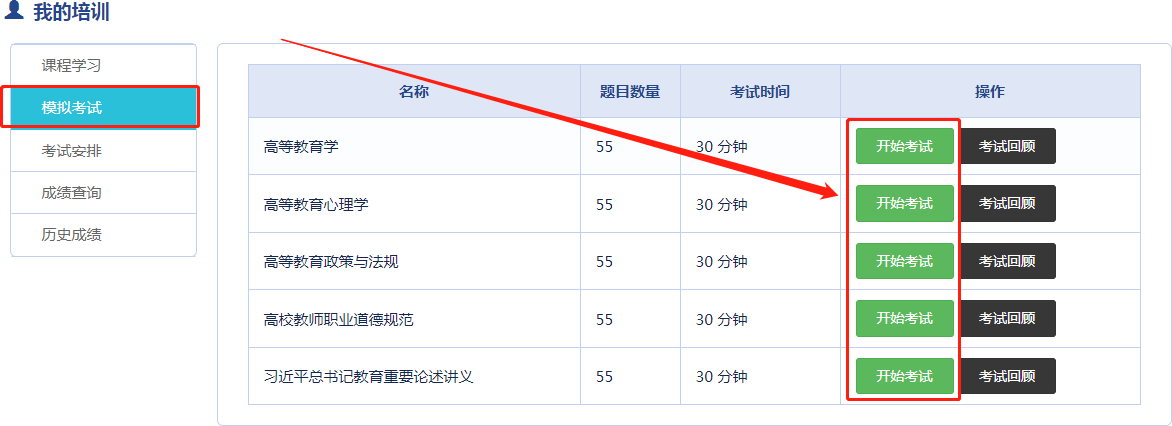 我的培训
课程学习
模拟考试
考试安排
成绩查询
历史成绩
名称 题目数量 考试时间 操作
高等教育学 55 30 分钟 开始考试 考试回顾
高等教育心理学 55 30 分钟 开始考试 考试回顾
高等教育政策与法规 55 30 分钟 开始考试 考试回顾
高校教师职业道德规范 55 30 分钟 开始考试 考试回顾
习近平总书记教育重要论述讲义 55 30 分钟 开始考试 考试回顾